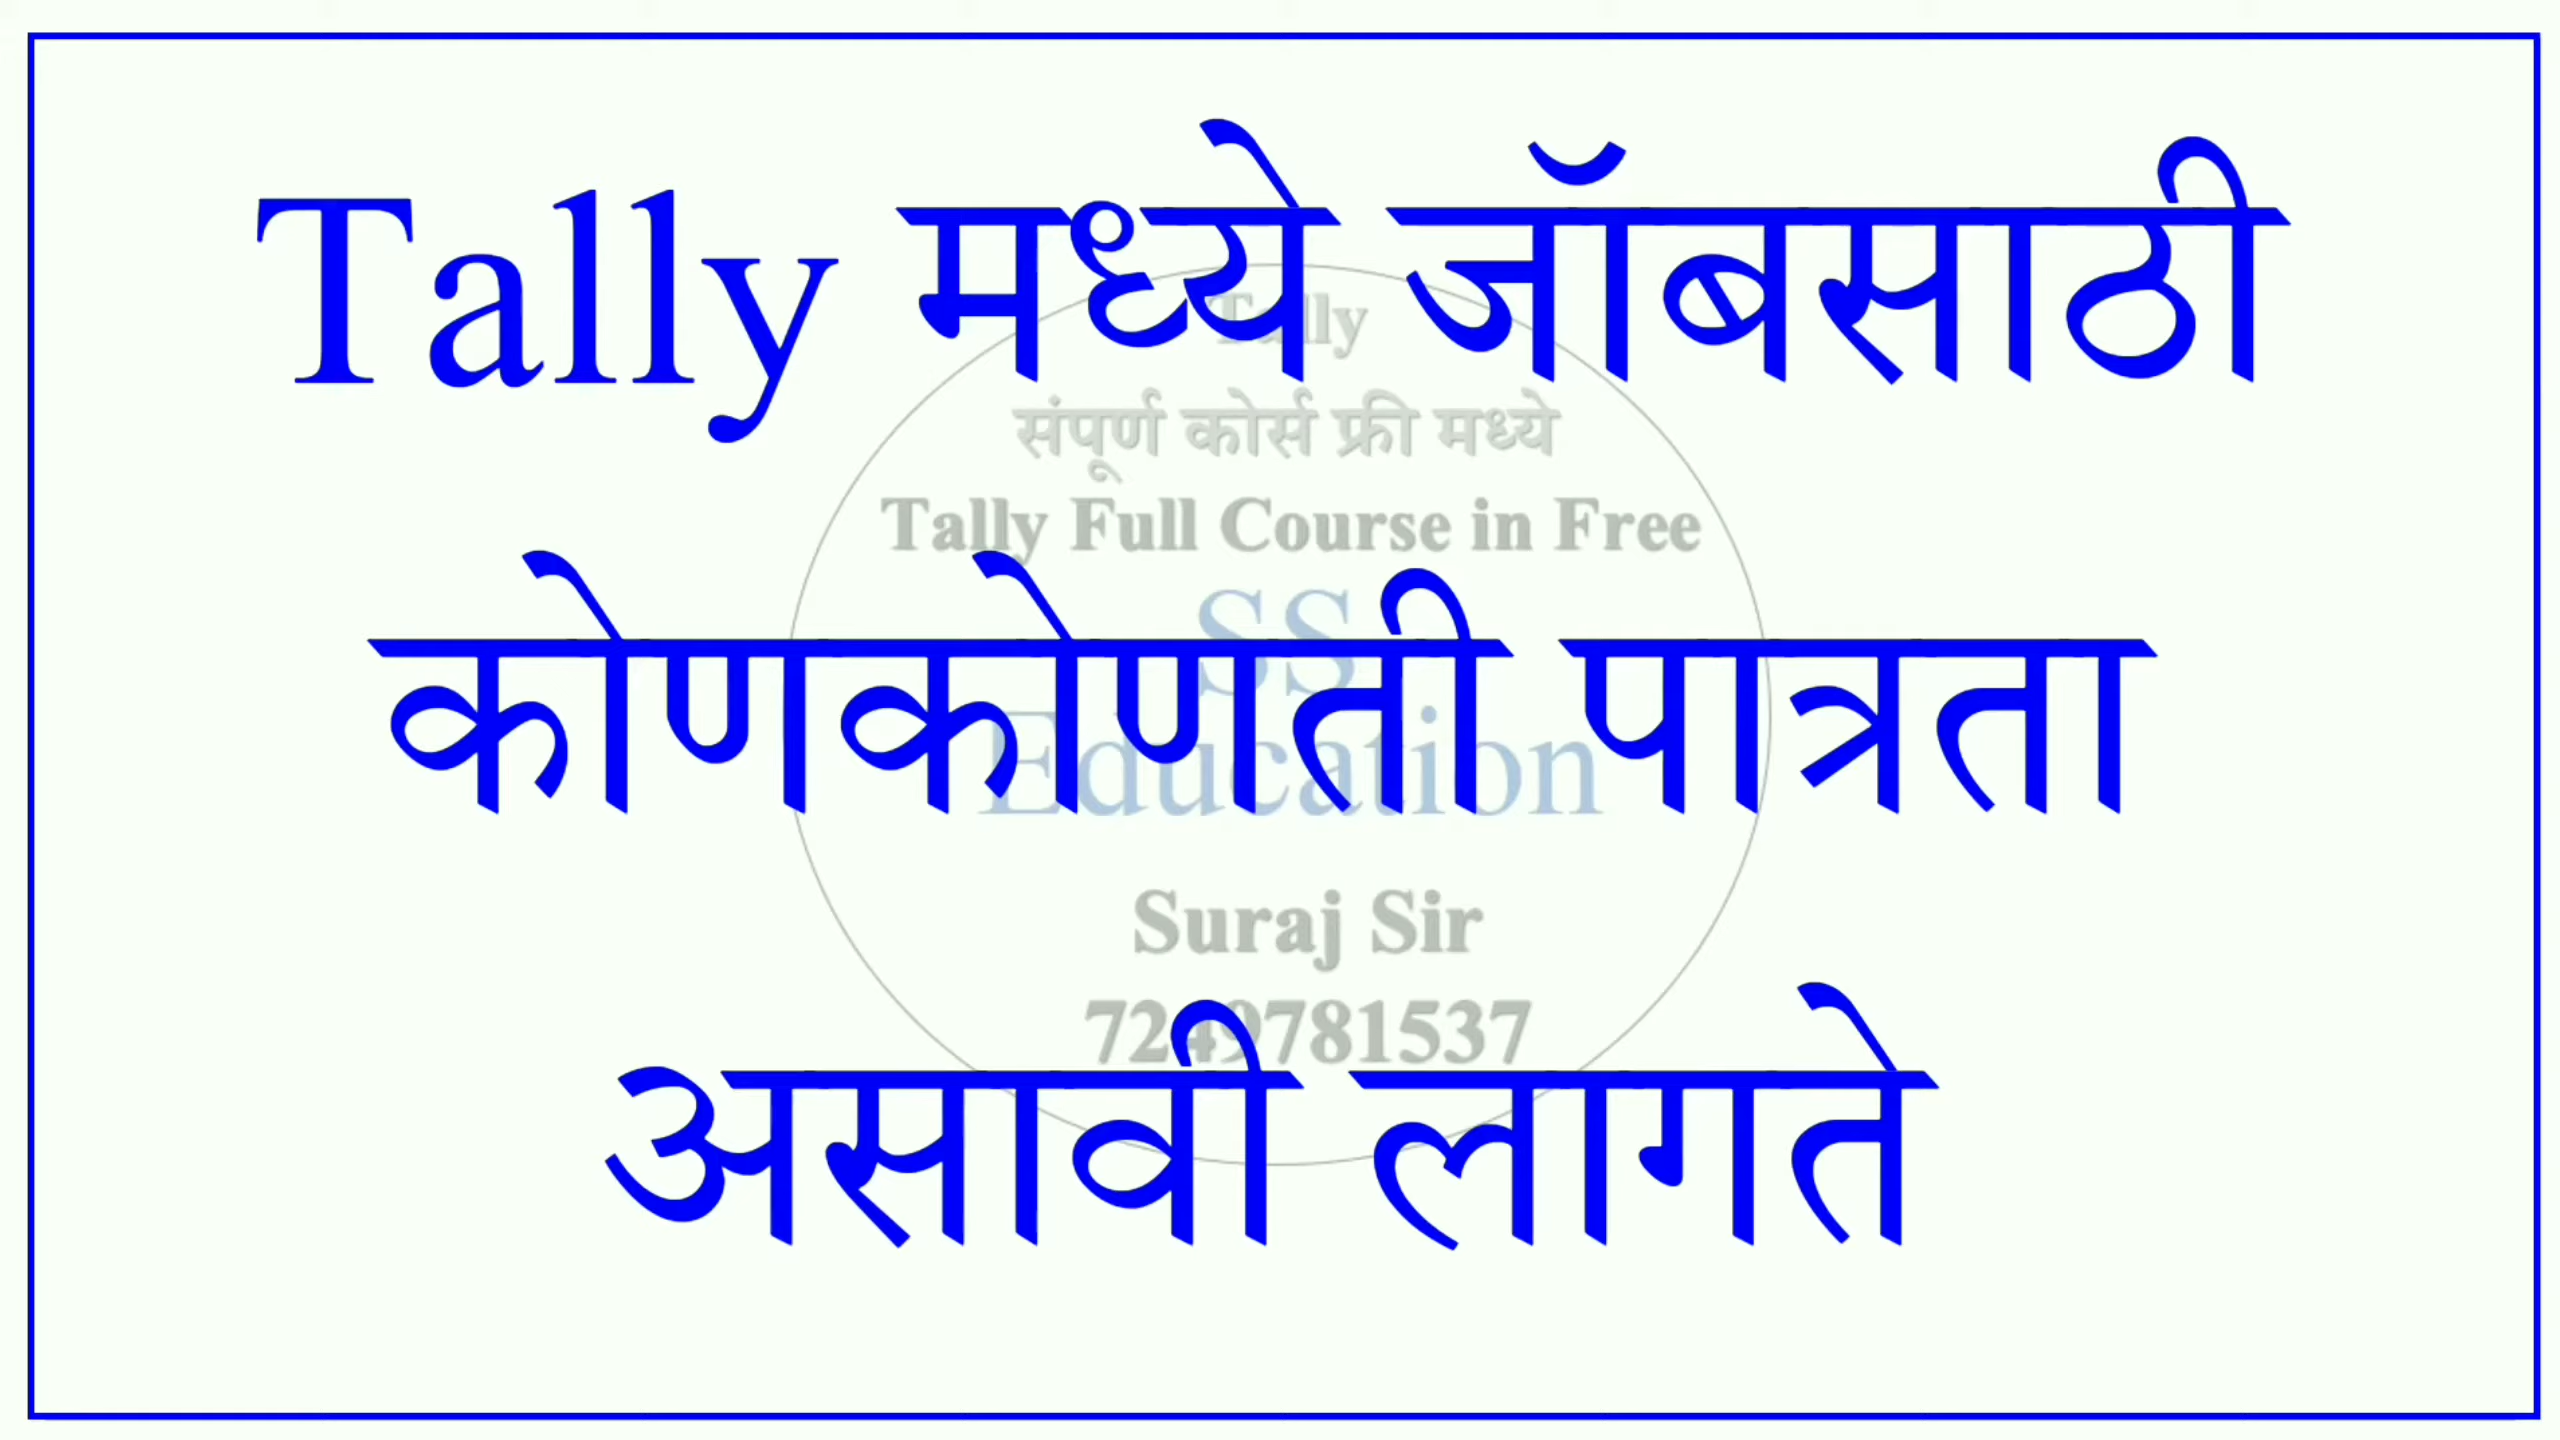 Tally मध्ये जॉबसाठी
Tally
संपूर्ण कोर्स फ्री मध्ये
Tally Full Course in Free
कोणकोणती पात्रता
SS
Education
Suraj Sir
7249781537
असावी लागते